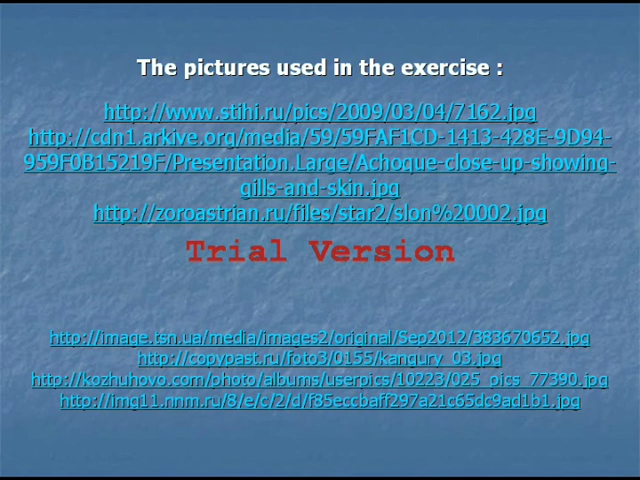 The pictures used in the exercise :
http://www.stihi.ru/pics/2009/03/04/7162.jpg
http://cdn1.arkive.org/media/59/59FAF1CD-1413-428E-9D94-
959F0B15219F/Presentation.Large/Achoque-close-up-showing-
gills-and-skin.jpg
http://zoroastrian.ru/files/star2/slon%20002.jpg
Trial Version
http://image.tsn.ua/media/images2/original/Sep2012/383670652.jpg
http://copypast.ru/foto3/0155/kangury_03.jpg
http://kozhuhovo.com/photo/albums/userpics/10223/025_pics_77390.jpg
http://img11.nnm.ru/8/e/c/2/d/f85eccbaff297a21c65dc9ad1b1.jpg